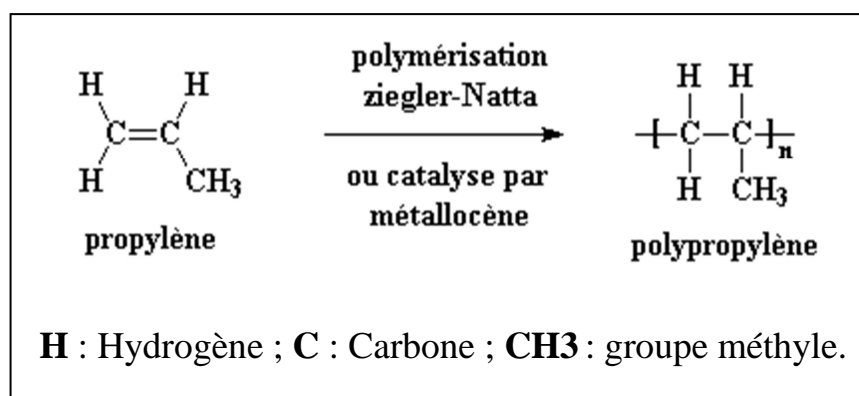 polymérisation
ziegler-Natta
ou catalyse par
métallocène
H H
C=C
H CH3
propylène
H H
-[-C-C-]-n
H CH3
polypropylène
H : Hydrogène ; C : Carbone ; CH3 : groupe méthyle.